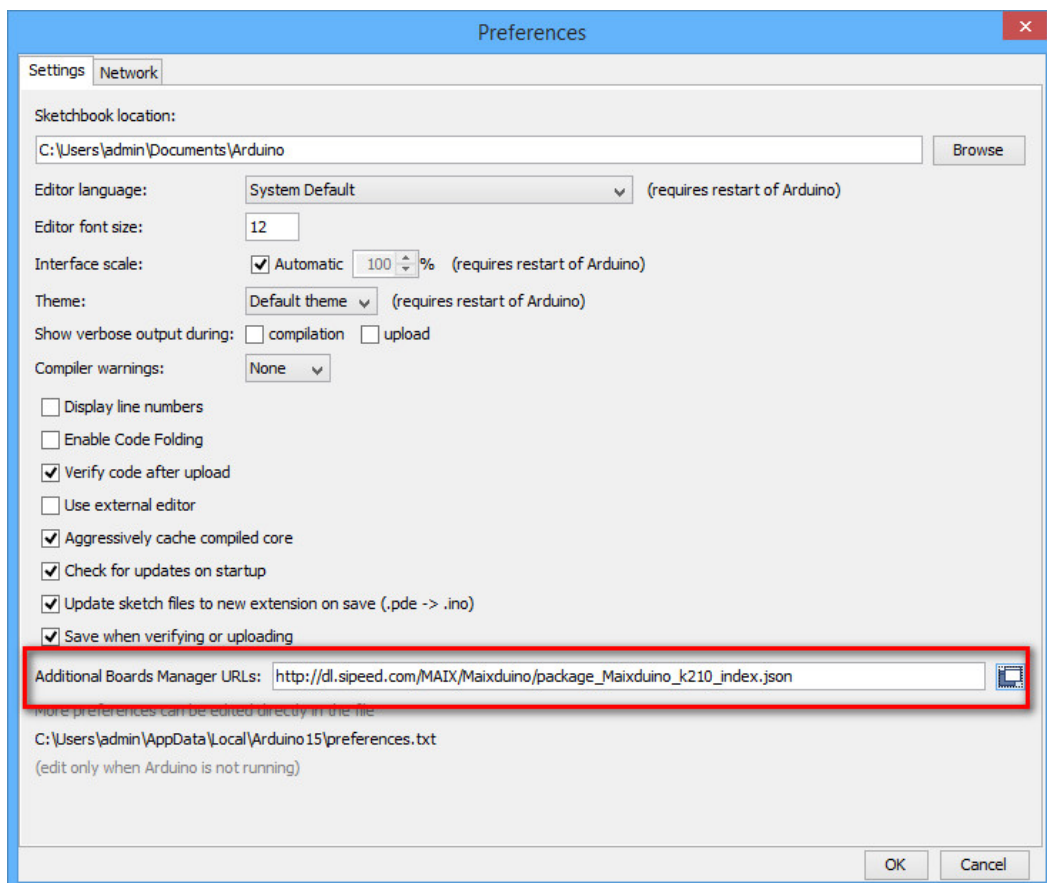 Preferences
Settings Network
Sketchbook location:
C:\Users\admin\Documents\Arduino Browse
Editor language: System Default (requires restart of Arduino)
Editor font size: 12
Interface scale: Automatic 100 % (requires restart of Arduino)
Theme: Default theme (requires restart of Arduino)
Show verbose output during: compilation upload
Compiler warnings: None
Display line numbers
Enable Code Folding
Verify code after upload
Use external editor
Aggressively cache compiled core
Check for updates on startup
Update sketch files to new extension on save (.pde -> .ino)
Save when verifying or uploading
Additional Boards Manager URLs: http://dl.sipeed.com/MAIX/Maixduino/package_Maixduino_k210_index.json
More preferences can be edited directly in the file
C:\Users\admin\AppData\Local\Arduino15\preferences.txt
(edit only when Arduino is not running)
OK Cancel